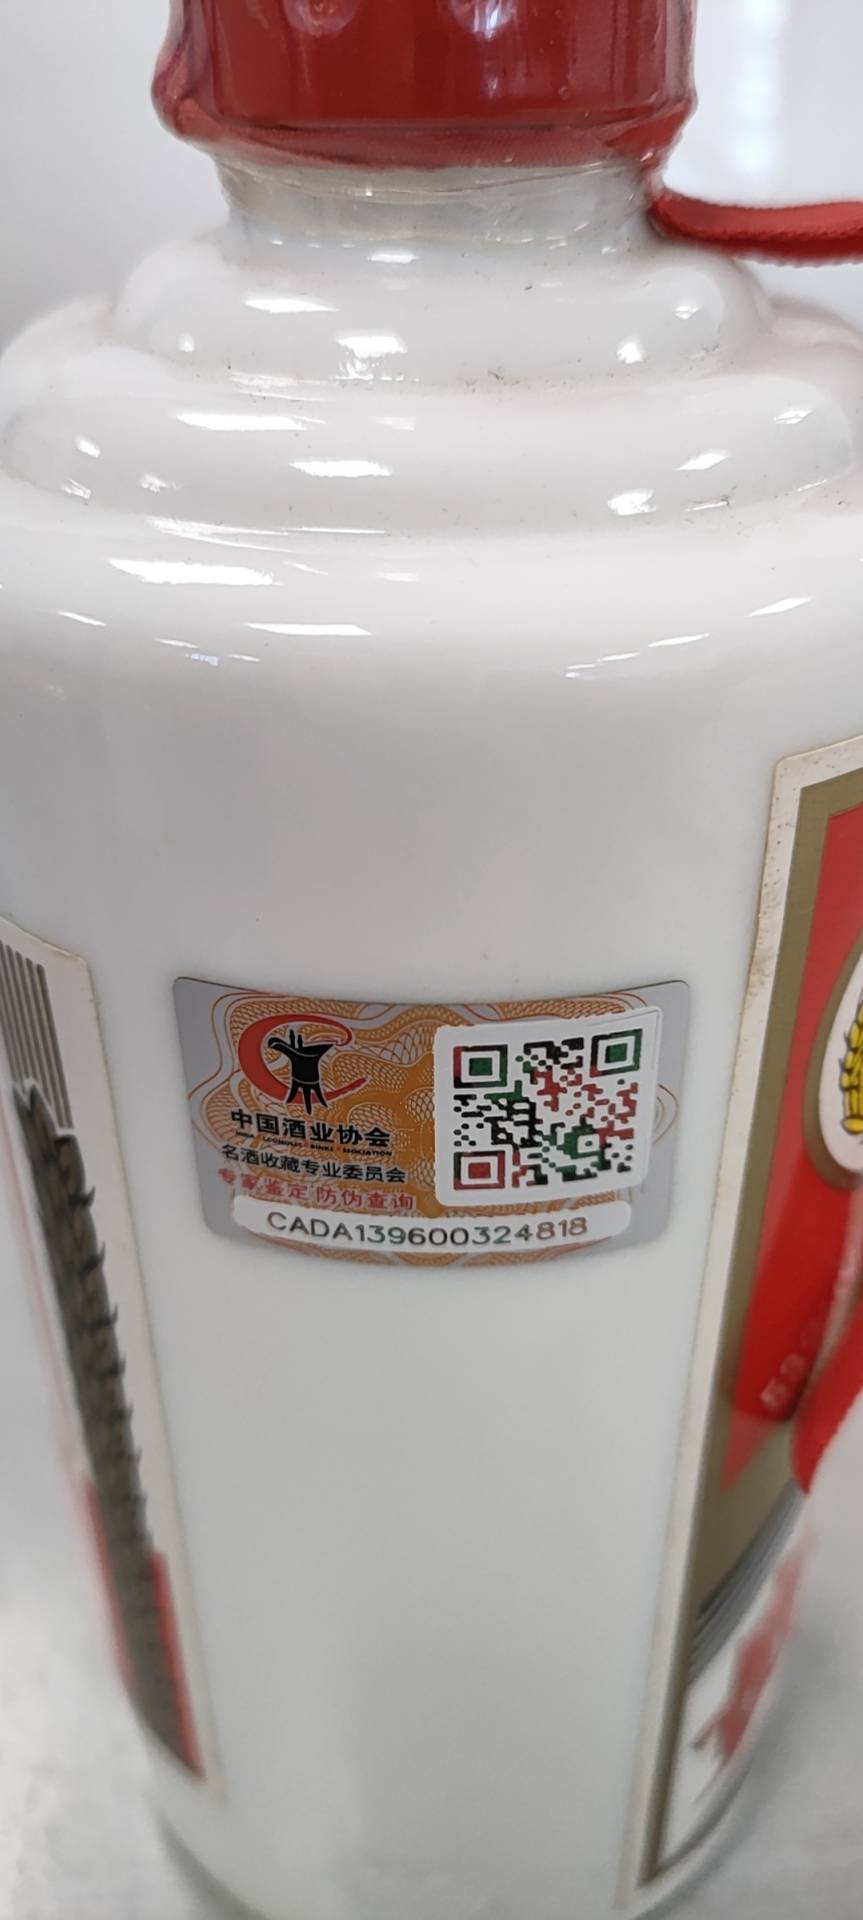 中国酒业协会
名酒收藏专业委员会
专家鉴定 防伪查询
CADA139600324818